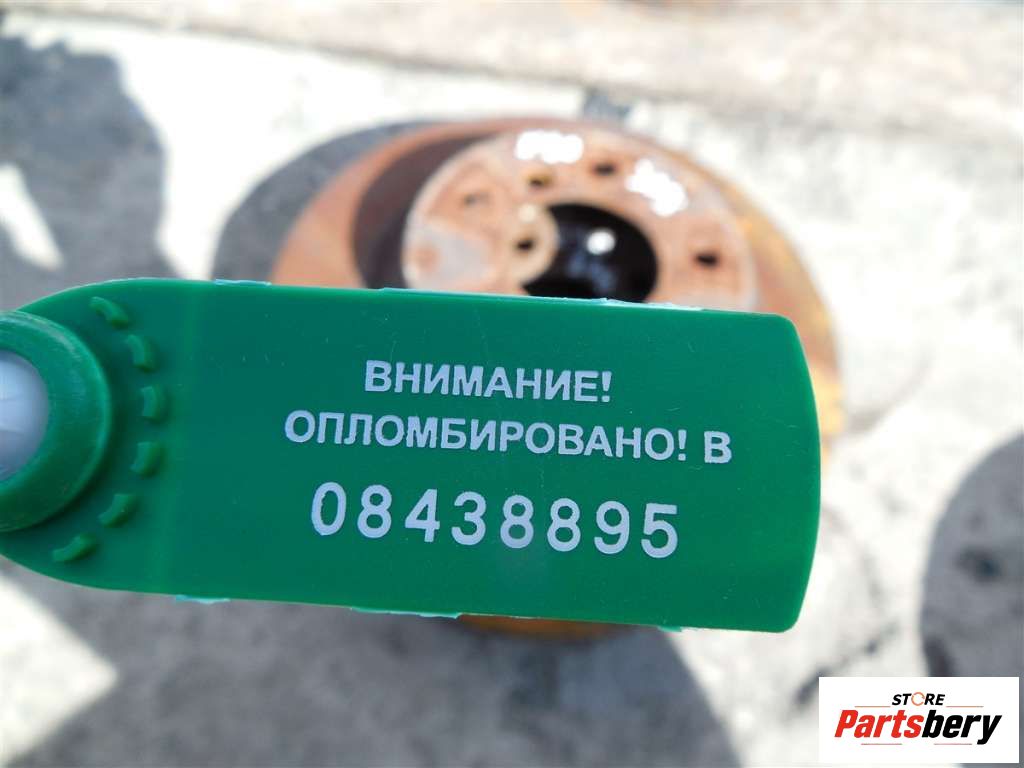 ВНИМАНИЕ!
ОПЛОМБИРОВАНО! В
08438895
STORE
Partsbery